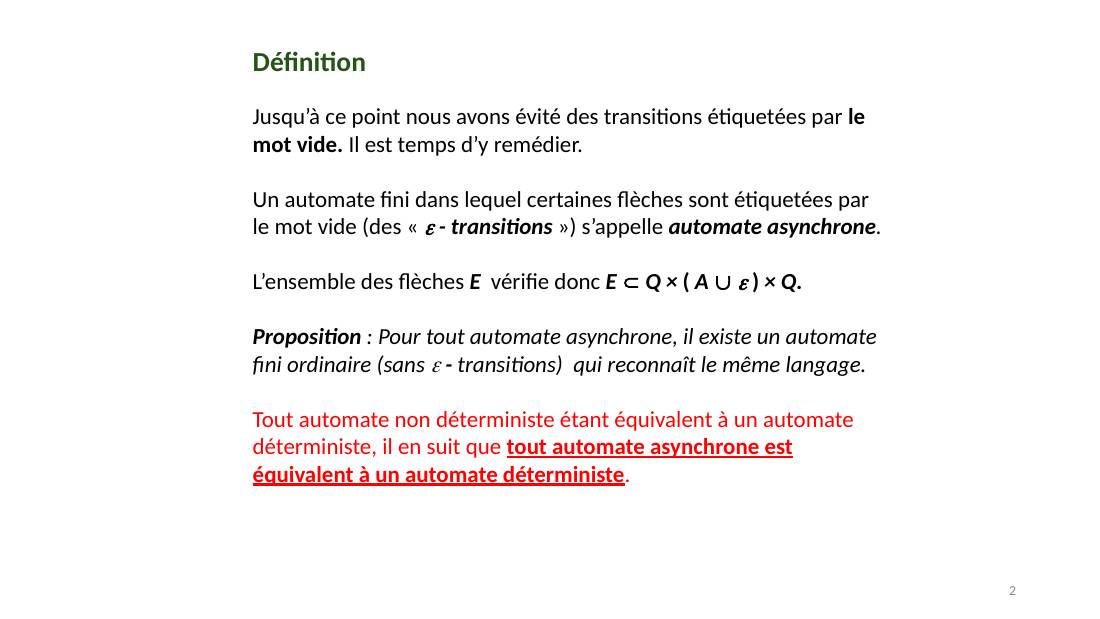 Définition
Jusqu’à ce point nous avons évité des transitions étiquetées par le
mot vide. Il est temps d’y remédier.
Un automate fini dans lequel certaines flèches sont étiquetées par
le mot vide (des « ε - transitions ») s’appelle automate asynchrone.
L’ensemble des flèches E vérifie donc E ⊂ Q × ( A ∪ ε ) × Q.
Proposition : Pour tout automate asynchrone, il existe un automate
fini ordinaire (sans ε - transitions) qui reconnaît le même langage.
Tout automate non déterministe étant équivalent à un automate
déterministe, il en suit que tout automate asynchrone est
équivalent à un automate déterministe.
2